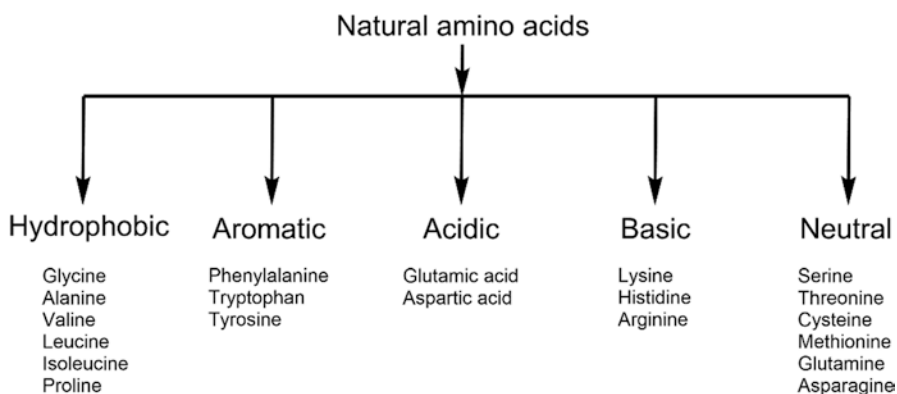 Natural amino acids
Hydrophobic
Glycine
Alanine
Valine
Leucine
Isoleucine
Proline
Aromatic
Phenylalanine
Tryptophan
Tyrosine
Acidic
Glutamic acid
Aspartic acid
Basic
Lysine
Histidine
Arginine
Neutral
Serine
Threonine
Cysteine
Methionine
Glutamine
Asparagine